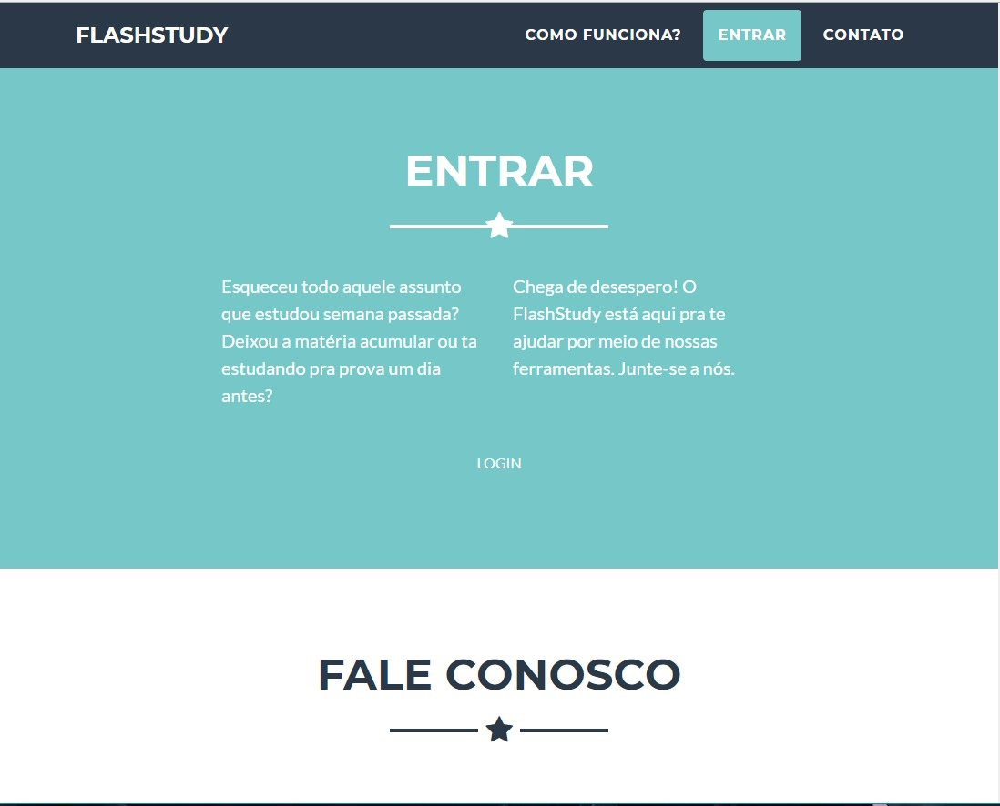 FLASHSTUDY
COMO FUNCIONA?
ENTRAR
CONTATO
ENTRAR
Esqueceu todo aquele assunto
que estudou semana passada?
Deixou a matéria acumular ou ta
estudando pra prova um dia
antes?
Chega de desespero! O
FlashStudy está aqui pra te
ajudar por meio de nossas
ferramentas. Junte-se a nós.
LOGIN
FALE CONOSCO